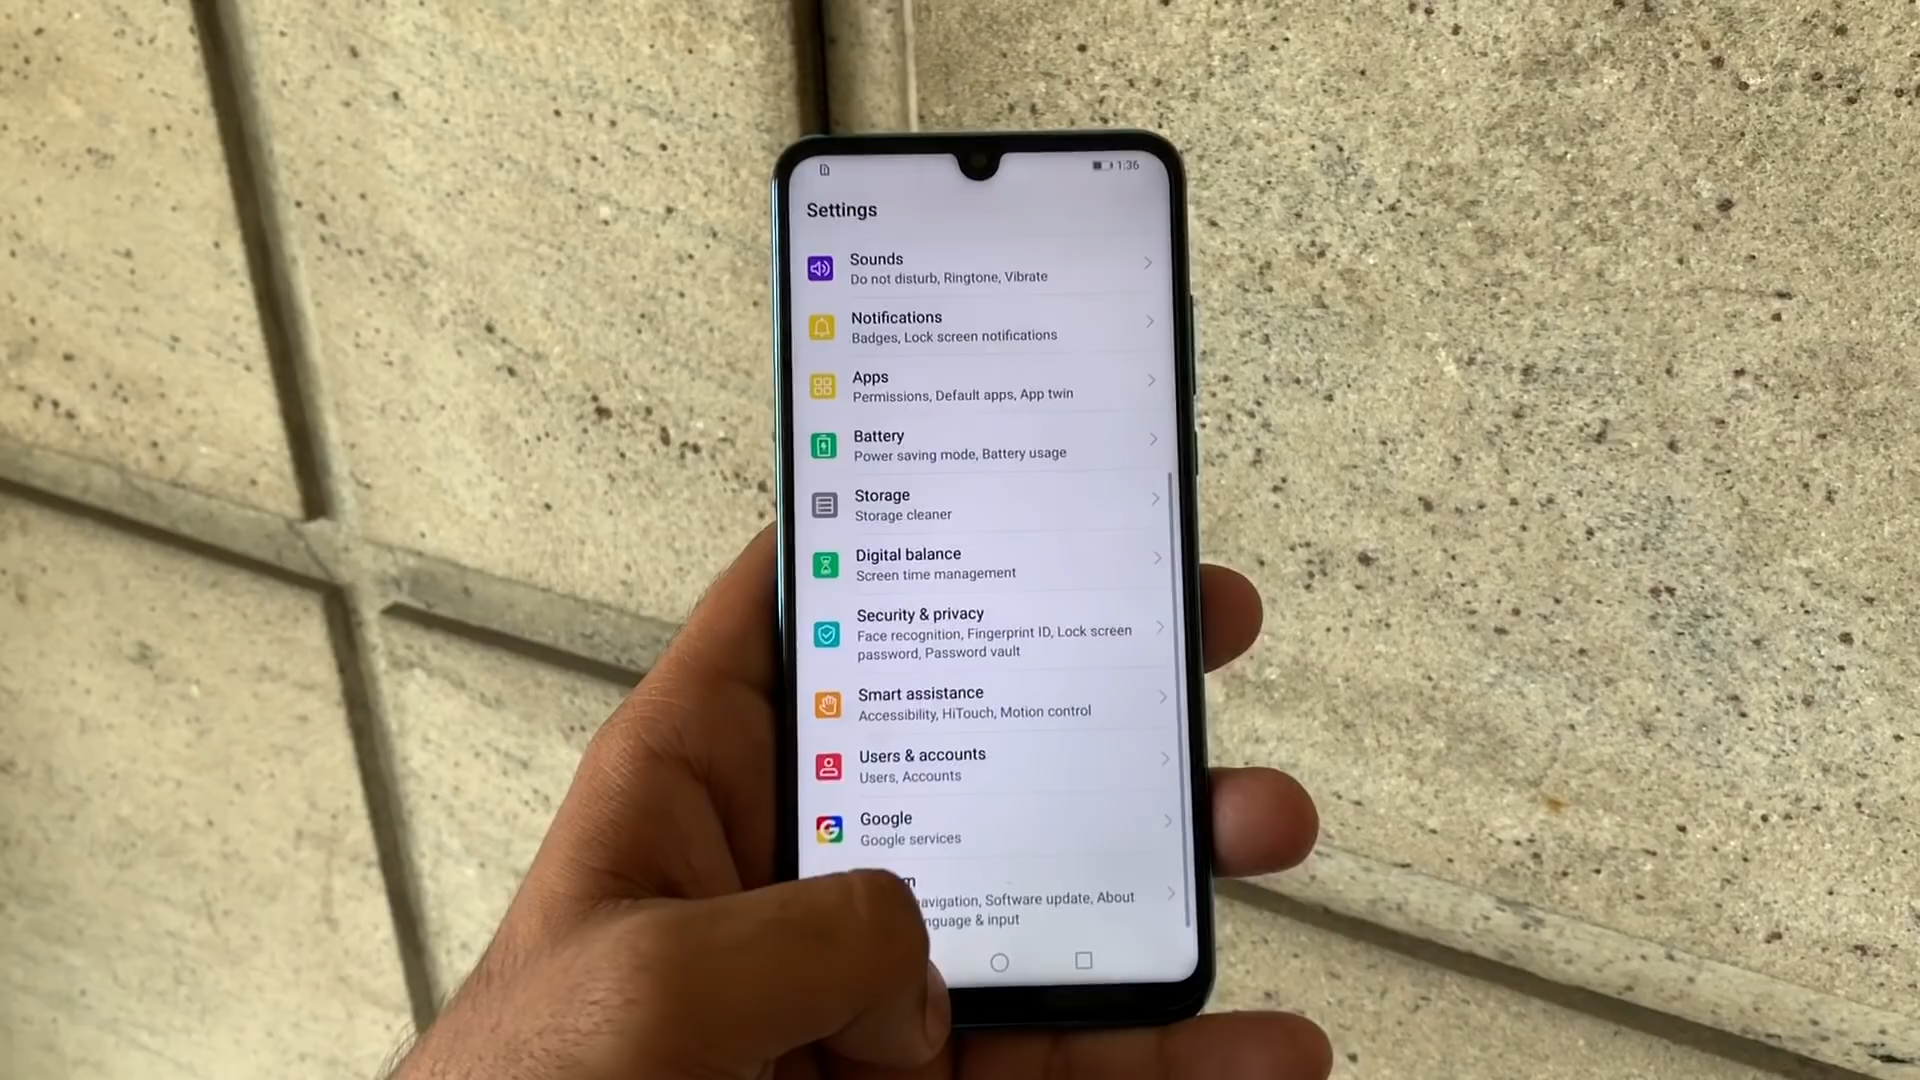 1:36
Settings
Sounds
Do not disturb, Ringtone, Vibrate
Notifications
Badges, Lock screen notifications
Apps
Permissions, Default apps, App twin
Battery
Power saving mode, Battery usage
Storage
Storage cleaner
Digital balance
Screen time management
Security & privacy
Face recognition, Fingerprint ID, Lock screen
password, Password vault
Smart assistance
Accessibility, HiTouch, Motion control
Users & accounts
Users, Accounts
Google
Google services
Software update, About
& input